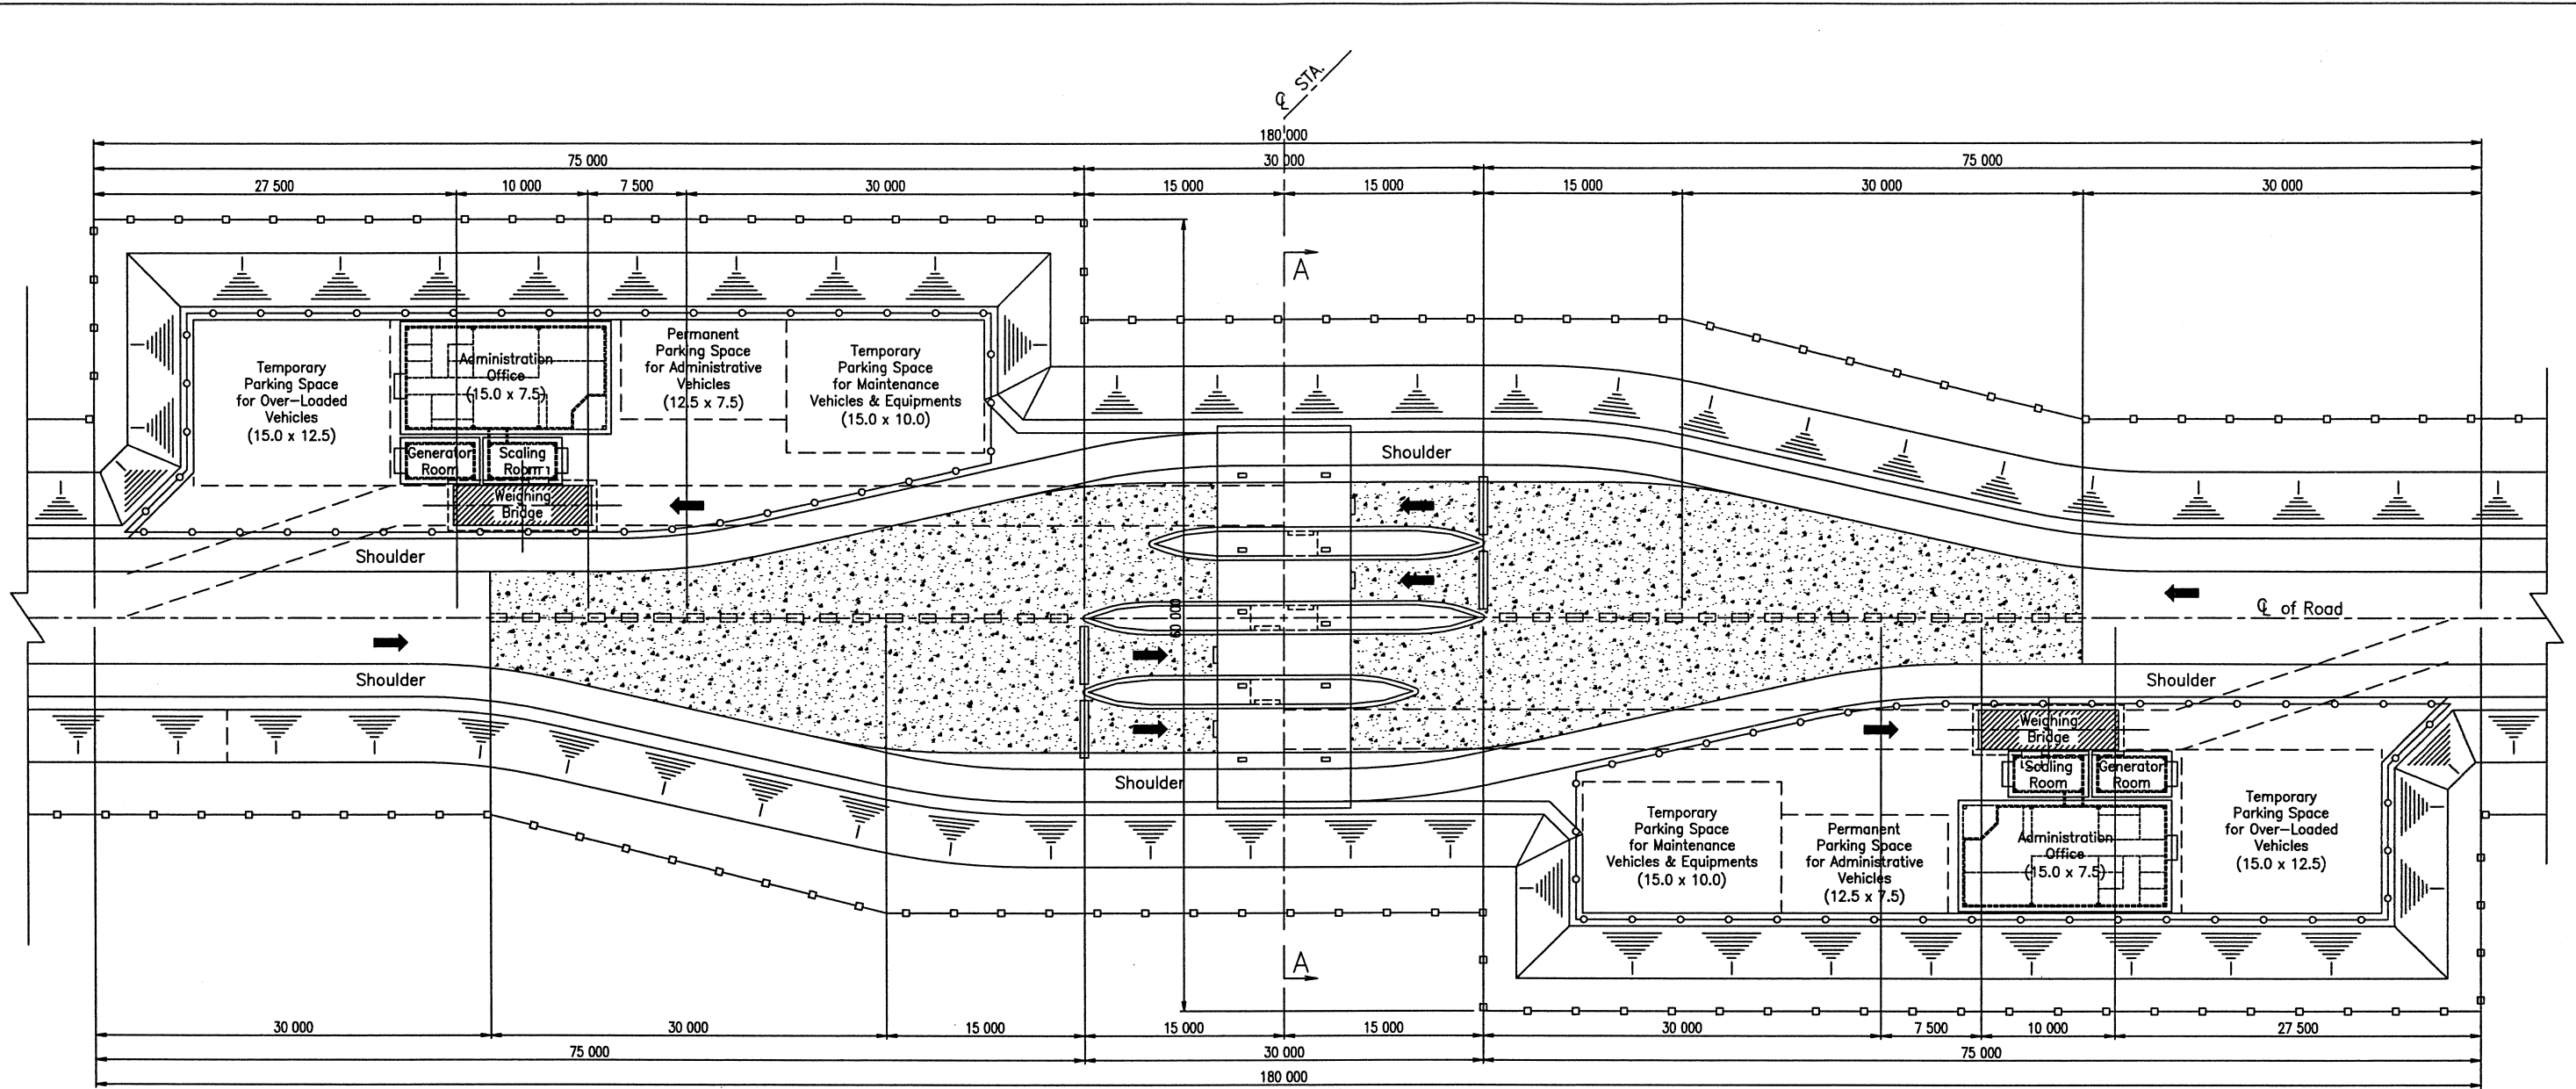 ℄ STA.
180 000
75 000
30 000
75 000
27 500
10 000
7 500
30 000
15 000
15 000
15 000
30 000
30 000
A
Temporary
Parking Space
for Over-Loaded
Vehicles
(15.0 x 12.5)
Administration
Office
(15.0 x 7.5)
Permanent
Parking Space
for Administrative
Vehicles
(12.5 x 7.5)
Temporary
Parking Space
for Maintenance
Vehicles & Equipments
(15.0 x 10.0)
Generator
Room
Scaling
Room
Weighing
Bridge
Shoulder
Shoulder
60 000
℄ of Road
Shoulder
Shoulder
Shoulder
Weighing
Bridge
Scaling
Room
Generator
Room
Temporary
Parking Space
for Maintenance
Vehicles & Equipments
(15.0 x 10.0)
Permanent
Parking Space
for Administrative
Vehicles
(12.5 x 7.5)
Administration
Office
(15.0 x 7.5)
Temporary
Parking Space
for Over-Loaded
Vehicles
(15.0 x 12.5)
A
30 000
30 000
15 000
15 000
15 000
30 000
7 500
10 000
27 500
75 000
30 000
75 000
180 000